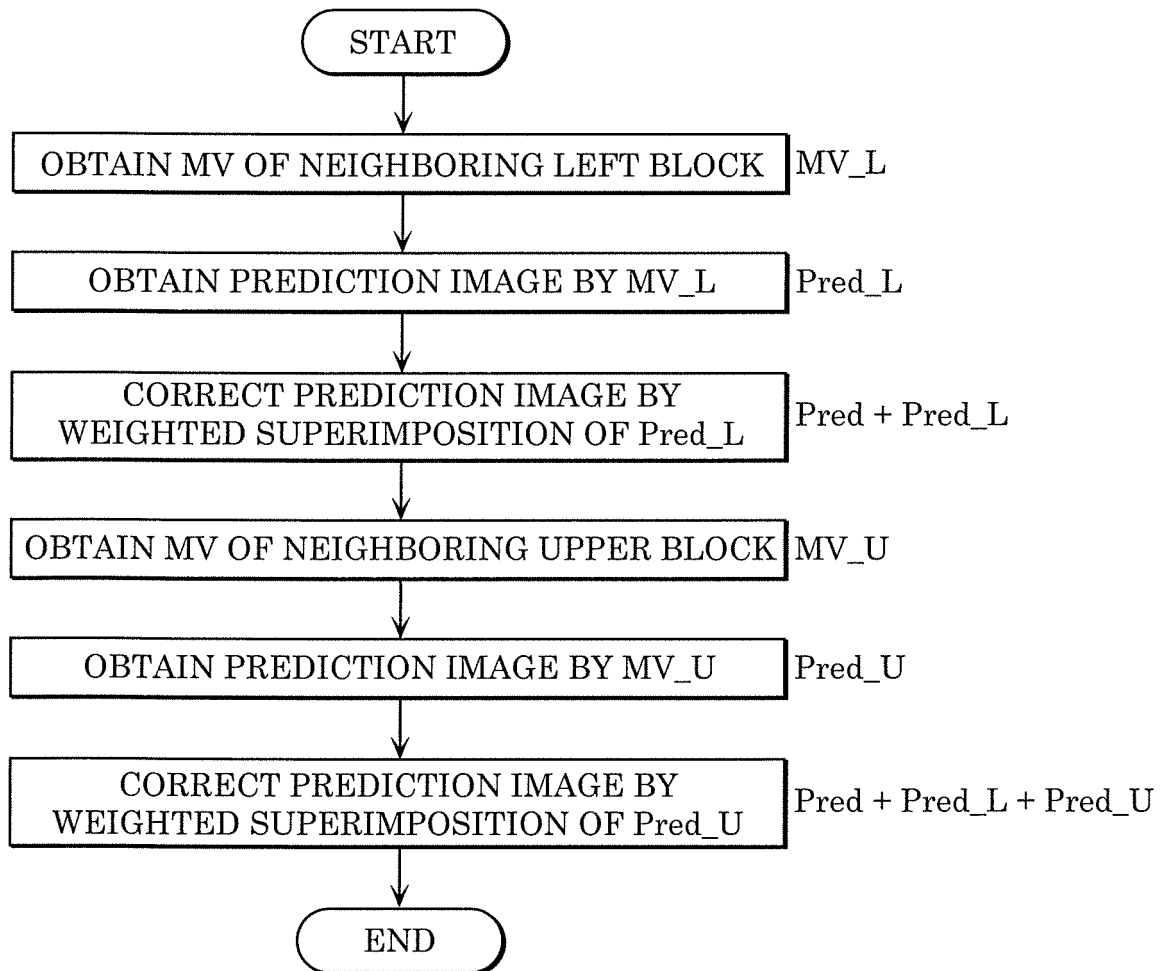 START
OBTAIN MV OF NEIGHBORING LEFT BLOCK MV_L
OBTAIN PREDICTION IMAGE BY MV_L Pred_L
CORRECT PREDICTION IMAGE BY
WEIGHTED SUPERIMPOSITION OF Pred_L
Pred + Pred_L
OBTAIN MV OF NEIGHBORING UPPER BLOCK MV_U
OBTAIN PREDICTION IMAGE BY MV_U Pred_U
CORRECT PREDICTION IMAGE BY
WEIGHTED SUPERIMPOSITION OF Pred_U
Pred + Pred_L + Pred_U
END